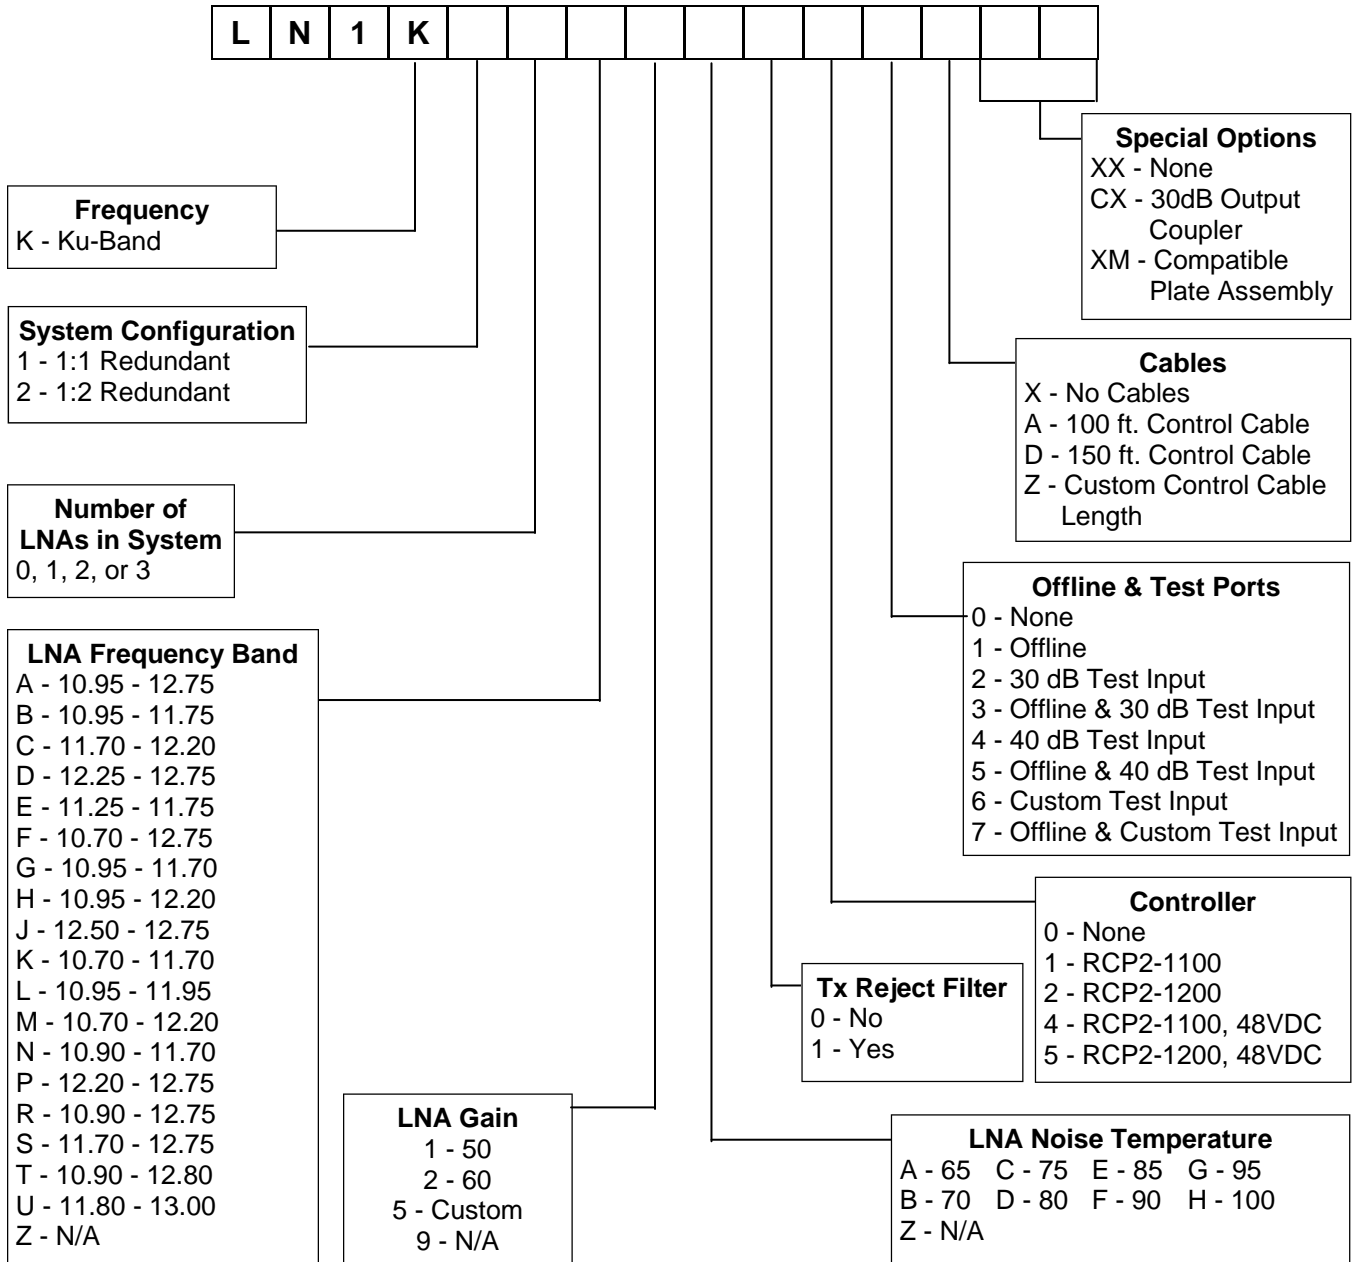 L N 1 K
Special Options
XX - None
CX - 30dB Output
Coupler
XM - Compatible
Plate Assembly
Frequency
K - Ku-Band
System Configuration
1 - 1:1 Redundant
2 - 1:2 Redundant
Cables
X - No Cables
A - 100 ft. Control Cable
D - 150 ft. Control Cable
Z - Custom Control Cable
Length
Number of
LNAs in System
0, 1, 2, or 3
Offline & Test Ports
0 - None
1 - Offline
2 - 30 dB Test Input
3 - Offline & 30 dB Test Input
4 - 40 dB Test Input
5 - Offline & 40 dB Test Input
6 - Custom Test Input
7 - Offline & Custom Test Input
LNA Frequency Band
A - 10.95 - 12.75
B - 10.95 - 11.75
C - 11.70 - 12.20
D - 12.25 - 12.75
E - 11.25 - 11.75
F - 10.70 - 12.75
G - 10.95 - 11.70
H - 10.95 - 12.20
J - 12.50 - 12.75
K - 10.70 - 11.70
L - 10.95 - 11.95
M - 10.70 - 12.20
N - 10.90 - 11.70
P - 12.20 - 12.75
R - 10.90 - 12.75
S - 11.70 - 12.75
T - 10.90 - 12.80
U - 11.80 - 13.00
Z - N/A
Controller
0 - None
1 - RCP2-1100
2 - RCP2-1200
4 - RCP2-1100, 48VDC
5 - RCP2-1200, 48VDC
Tx Reject Filter
0 - No
1 - Yes
LNA Gain
1 - 50
2 - 60
5 - Custom
9 - N/A
LNA Noise Temperature
A - 65 C - 75 E - 85 G - 95
B - 70 D - 80 F - 90 H - 100
Z - N/A